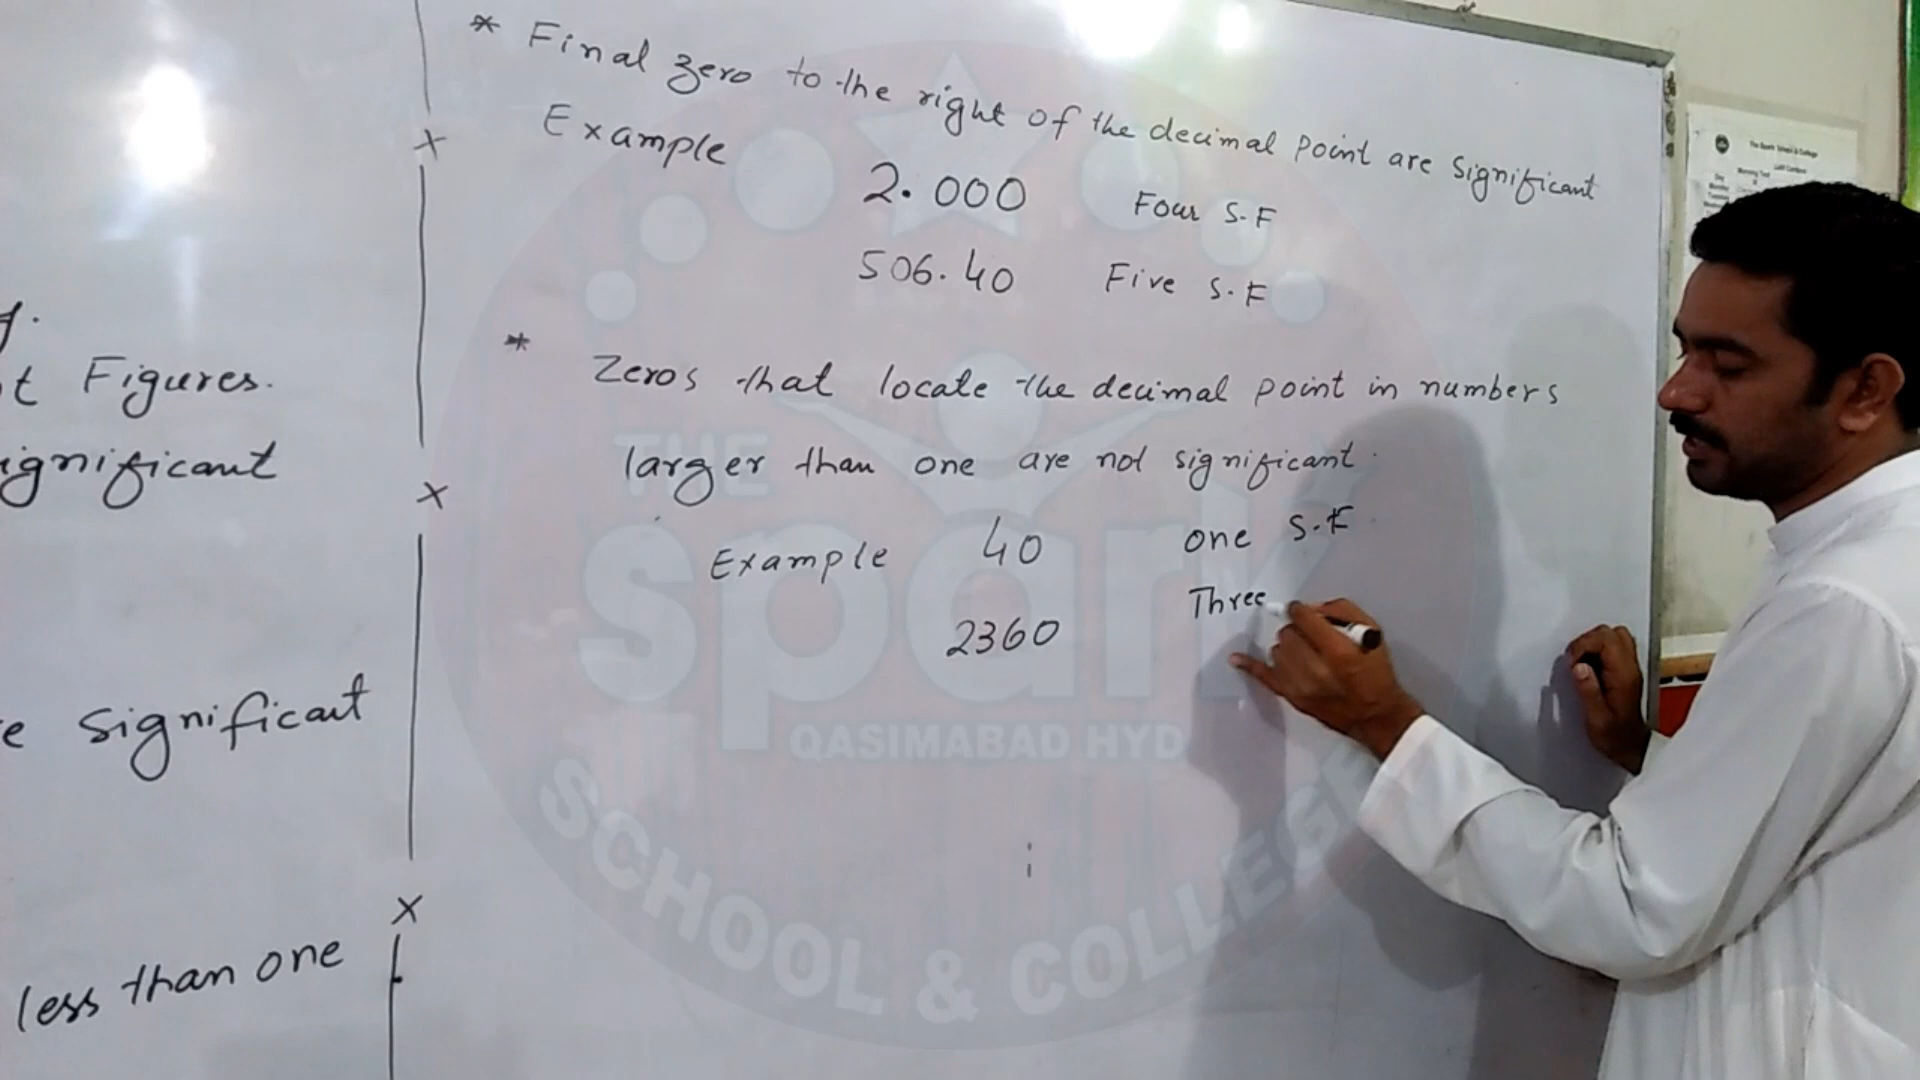 * Final zero to the right of the decimal point are significant
Example
2.000 Four S.F
506.40 Five S.F
* Zeros that locate the decimal point in numbers
larger than one are not significant.
Example 40 one S.F
2360 Three
t Figures.
ignificant
e significant
less than one
THE
spark
QASIMABAD HYD
SCHOOL & COLLEGE
The Spark School & College